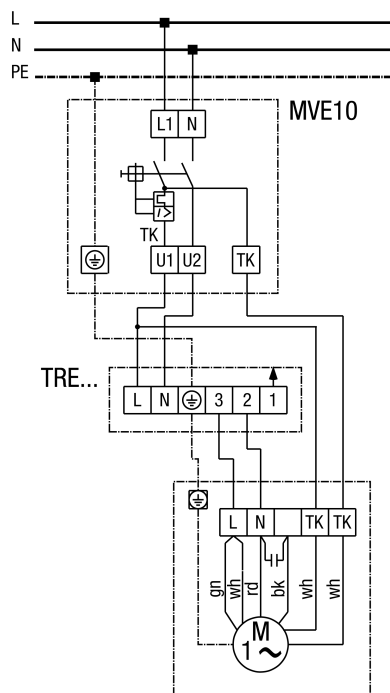 L
N
PE
MVE10
L1 N
TK
U1 U2 TK
TRE...
L N 3 2 1
L N TK TK
gn wh rd bk wh wh
M
1 ~